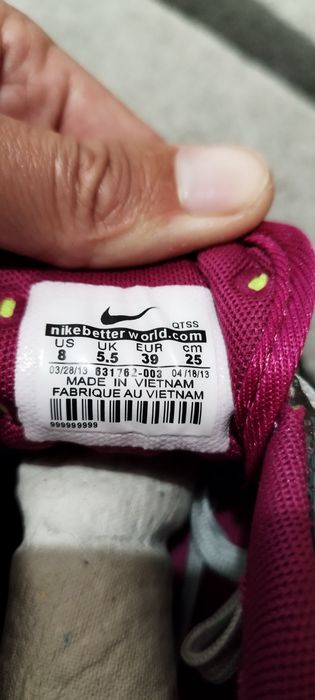 QTSS
nikebetterworld.com
US UK EUR cm
8 5.5 39 25
03/28/13 631762-003 04/18/13
MADE IN VIETNAM
FABRIQUE AU VIETNAM
999999999